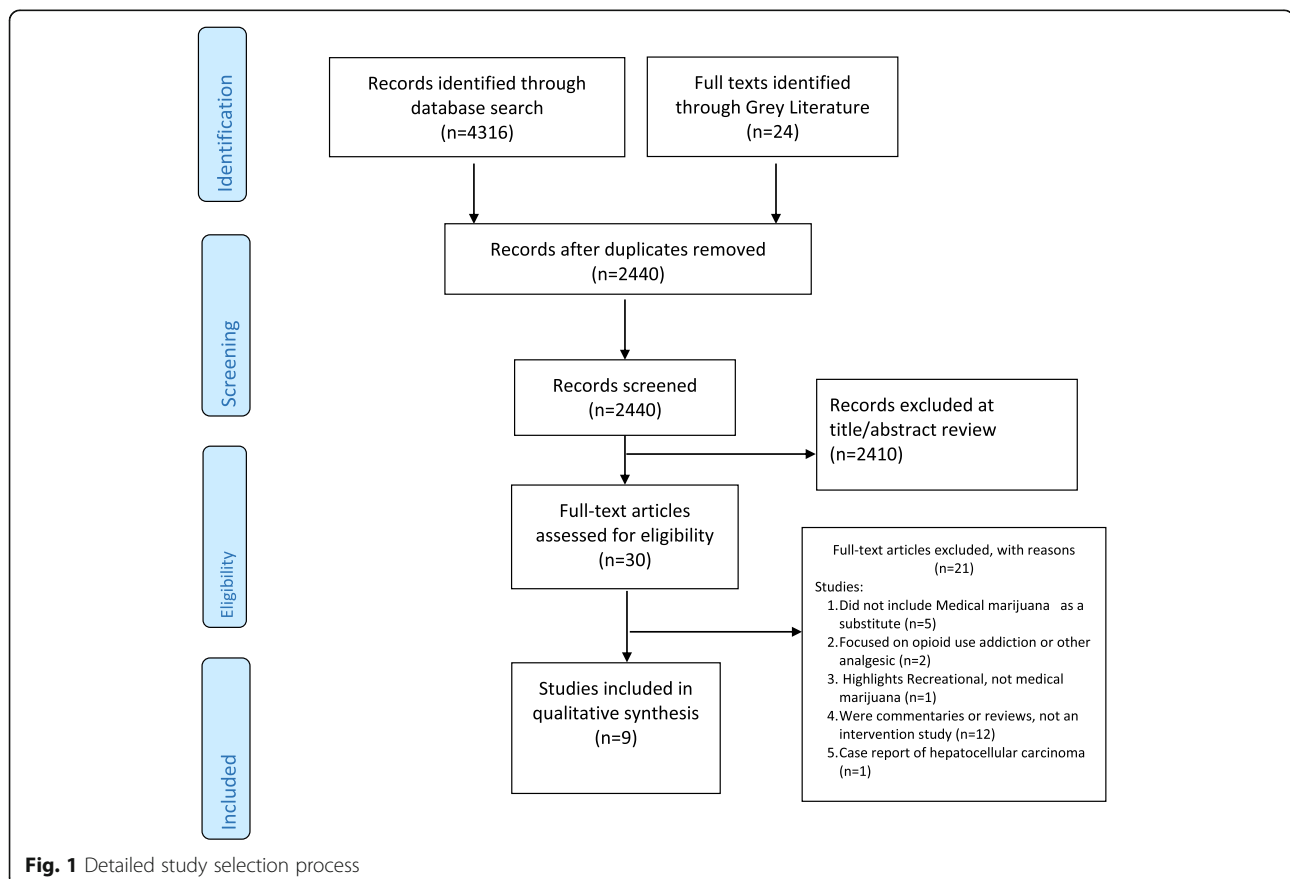 Identification
Records identified through
database search
(n=4316)
Full texts identified
through Grey Literature
(n=24)
Screening
Records after duplicates removed
(n=2440)
Records screened
(n=2440)
Records excluded at
title/abstract review
(n=2410)
Eligibility
Full-text articles
assessed for eligibility
(n=30)
Full-text articles excluded, with reasons
(n=21)
Studies:
1.Did not include Medical marijuana as a
substitute (n=5)
2.Focused on opioid use addiction or other
analgesic (n=2)
3. Highlights Recreational, not medical
marijuana (n=1)
4.Were commentaries or reviews, not an
intervention study (n=12)
5.Case report of hepatocellular carcinoma
(n=1)
Included
Studies included in
qualitative synthesis
(n=9)
Fig. 1 Detailed study selection process